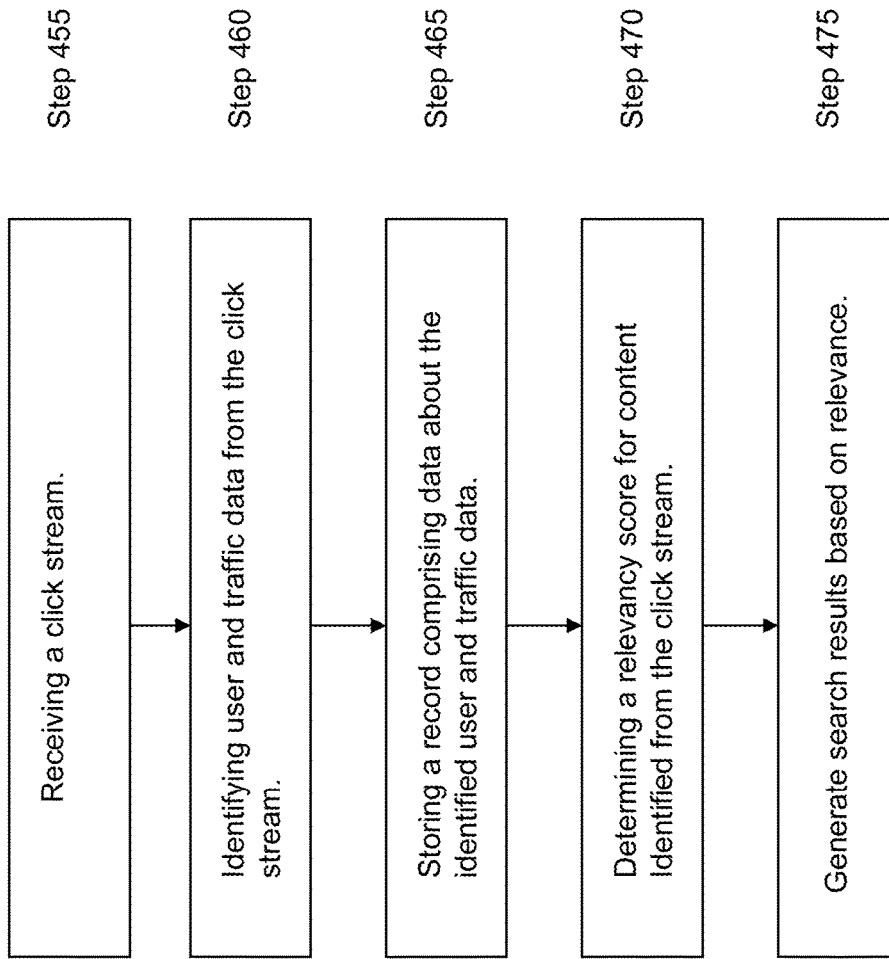 Receiving a click stream.
Step 455
Identifying user and traffic data from the click
stream.
Step 460
Storing a record comprising data about the
identified user and traffic data.
Step 465
Determining a relevancy score for content
Identified from the click stream.
Step 470
Generate search results based on relevance.
Step 475